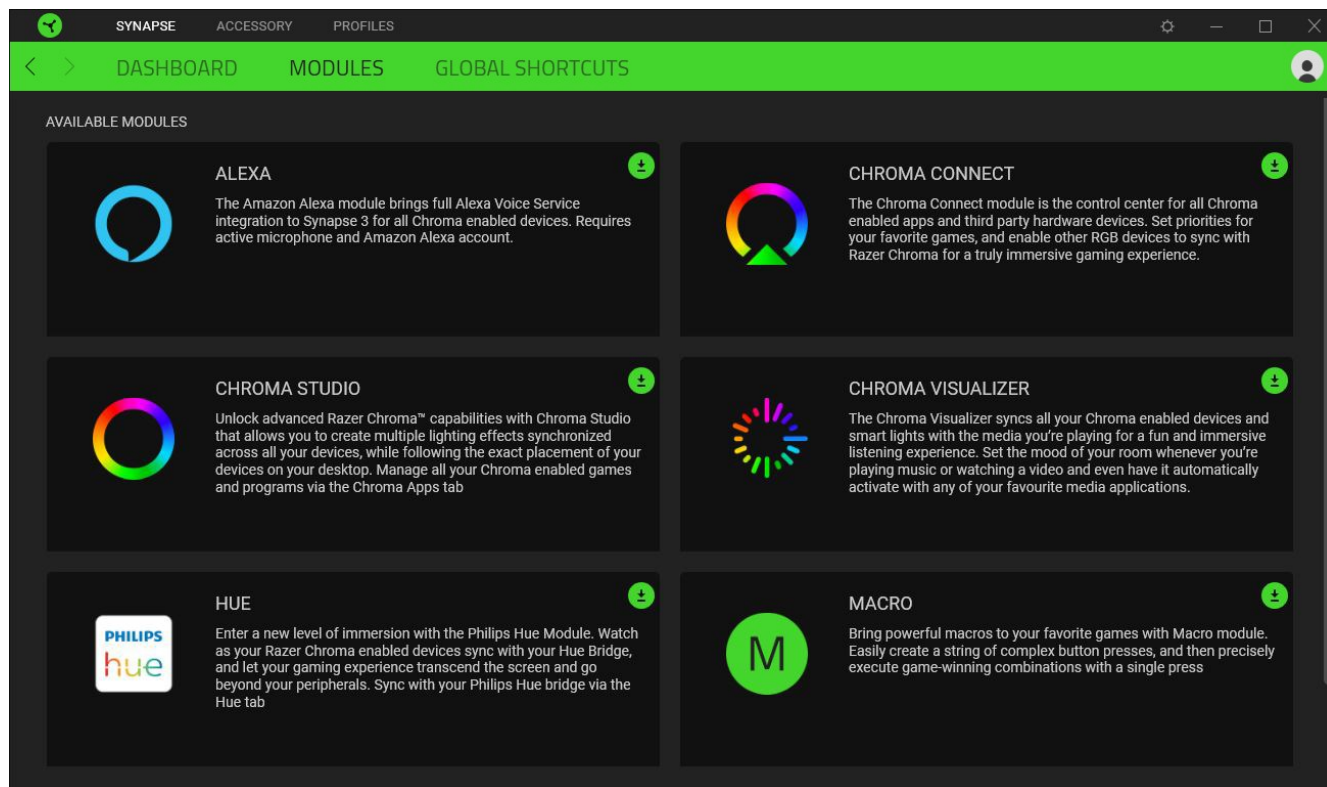 SYNAPSE ACCESSORY PROFILES
DASHBOARD MODULES GLOBAL SHORTCUTS
AVAILABLE MODULES
ALEXA
The Amazon Alexa module brings full Alexa Voice Service
integration to Synapse 3 for all Chroma enabled devices. Requires
active microphone and Amazon Alexa account.
CHROMA CONNECT
The Chroma Connect module is the control center for all Chroma
enabled apps and third party hardware devices. Set priorities for
your favorite games, and enable other RGB devices to sync with
Razer Chroma for a truly immersive gaming experience.
CHROMA STUDIO
Unlock advanced Razer Chroma™ capabilities with Chroma Studio
that allows you to create multiple lighting effects synchronized
across all your devices, while following the exact placement of your
devices on your desktop. Manage all your Chroma enabled games
and programs via the Chroma Apps tab
CHROMA VISUALIZER
The Chroma Visualizer syncs all your Chroma enabled devices and
smart lights with the media you’re playing for a fun and immersive
listening experience. Set the mood of your room whenever you’re
playing music or watching a video and even have it automatically
activate with any of your favourite media applications.
PHILIPS
hue
HUE
Enter a new level of immersion with the Philips Hue Module. Watch
as your Razer Chroma enabled devices sync with your Hue Bridge,
and let your gaming experience transcend the screen and go
beyond your peripherals. Sync with your Philips Hue bridge via the
Hue tab
M
MACRO
Bring powerful macros to your favorite games with Macro module.
Easily create a string of complex button presses, and then precisely
execute game-winning combinations with a single press